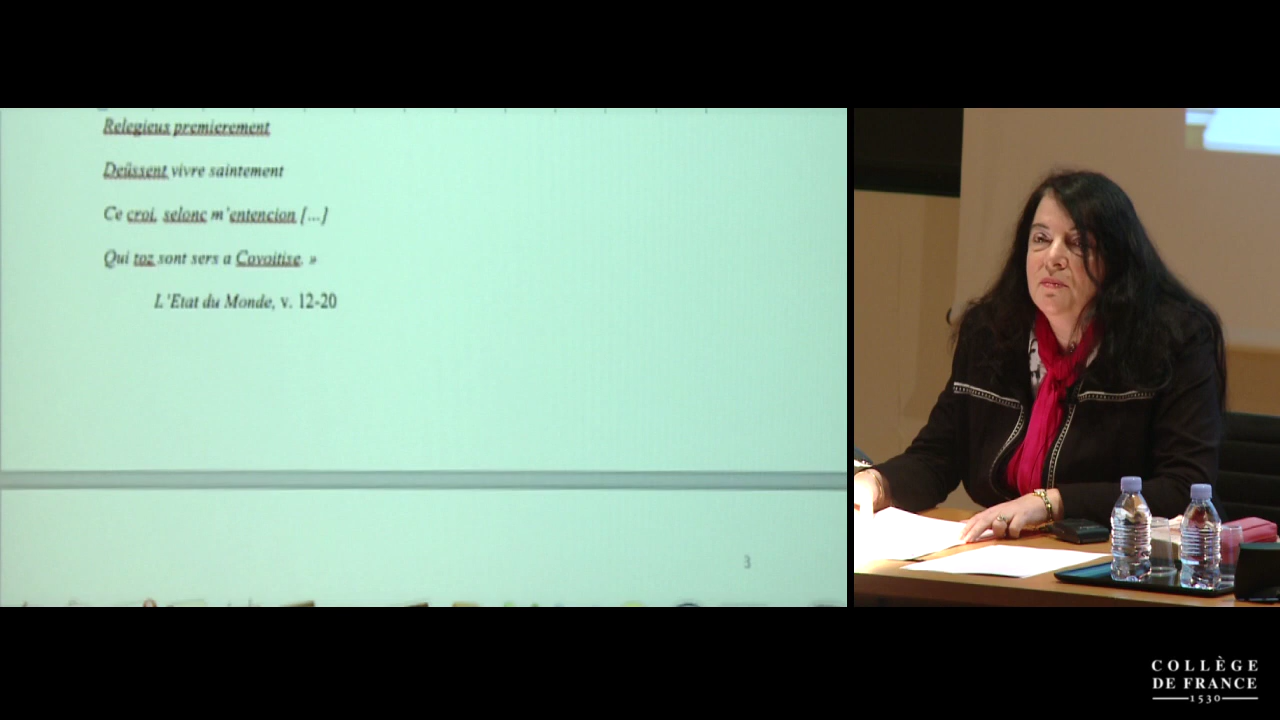 Relegieus premierement
Deüssent vivre saintement
Ce croi, selonc m'entencion [...]
Qui toz sont sers a Covoitise. »
L'Etat du Monde, v. 12-20
3
COLLÈGE
DE FRANCE
1530